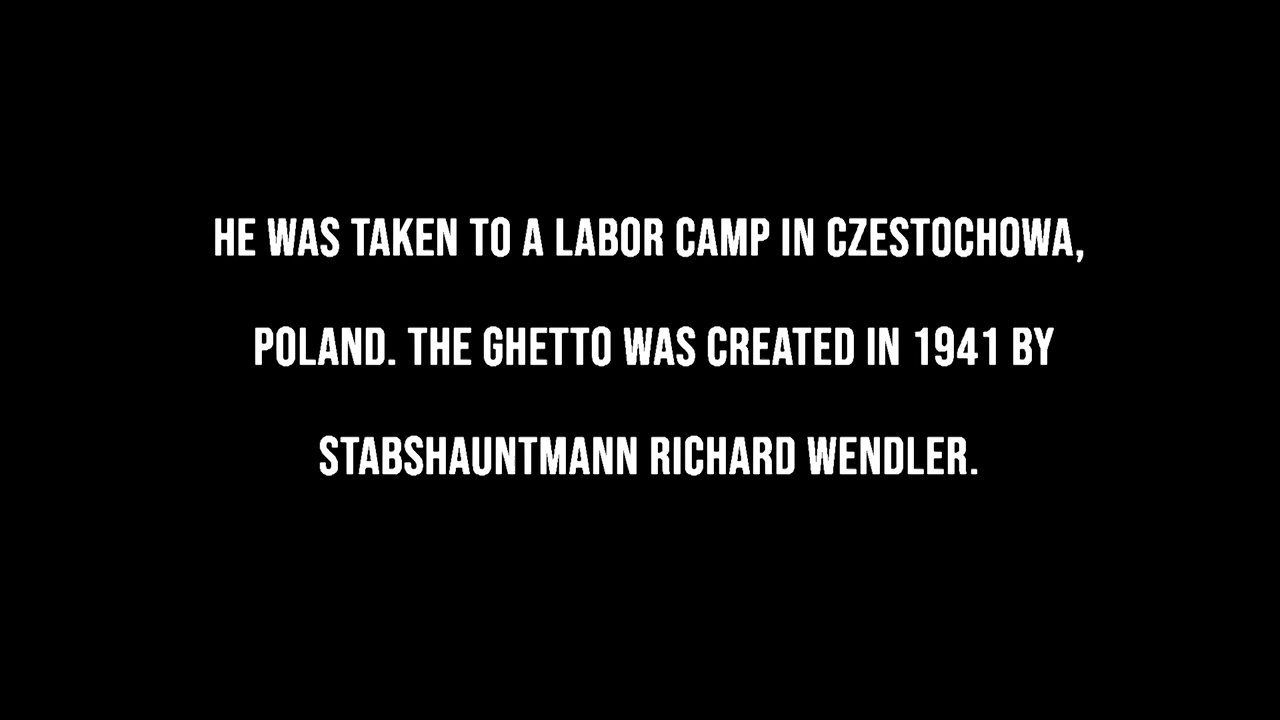 HE WAS TAKEN TO A LABOR CAMP IN CZESTOCHOWA,
POLAND. THE GHETTO WAS CREATED IN 1941 BY
STABSHAUNTMANN RICHARD WENDLER.